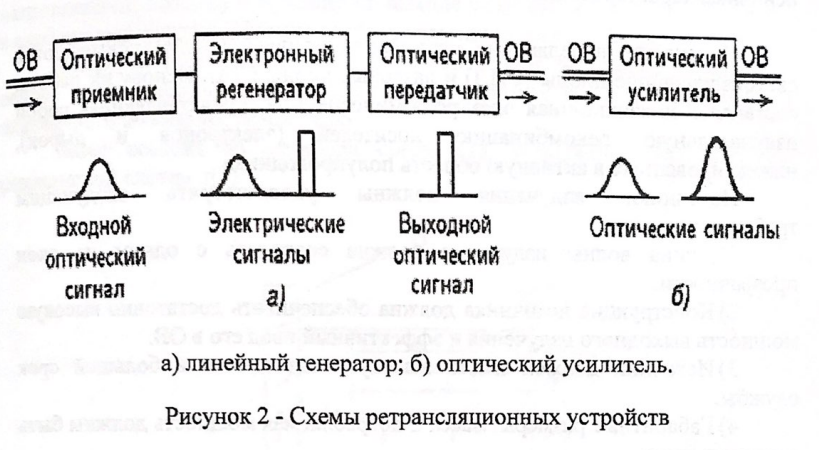 ОВ
Оптический
приемник
Электронный
регенератор
Оптический
передатчик
ОВ
Оптический
усилитель
ОВ
Входной
оптический
сигнал
Электрические
сигналы
а)
Выходной
оптический
сигнал
Оптические сигналы
б)
а) линейный генератор; б) оптический усилитель.
Рисунок 2 - Схемы ретрансляционных устройств